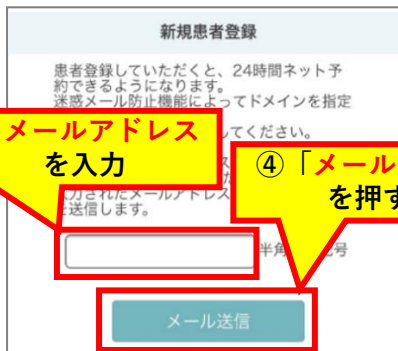 新規患者登録
患者登録していただくと、24時間ネット予
約できるようになります。
迷惑メール防止機能によってドメインを指定
してください。
メールアドレス
を入力
④「メール
を押す
入力されたメールアドレス
を送信します。
半角
号
メール送信